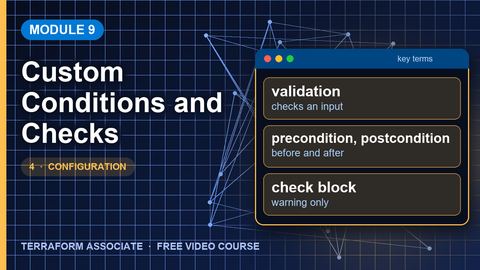 MODULE 9
Custom
Conditions and
Checks
4 · CONFIGURATION
TERRAFORM ASSOCIATE · FREE VIDEO COURSE
key terms
validation
checks an input
precondition, postcondition
before and after
check block
warning only